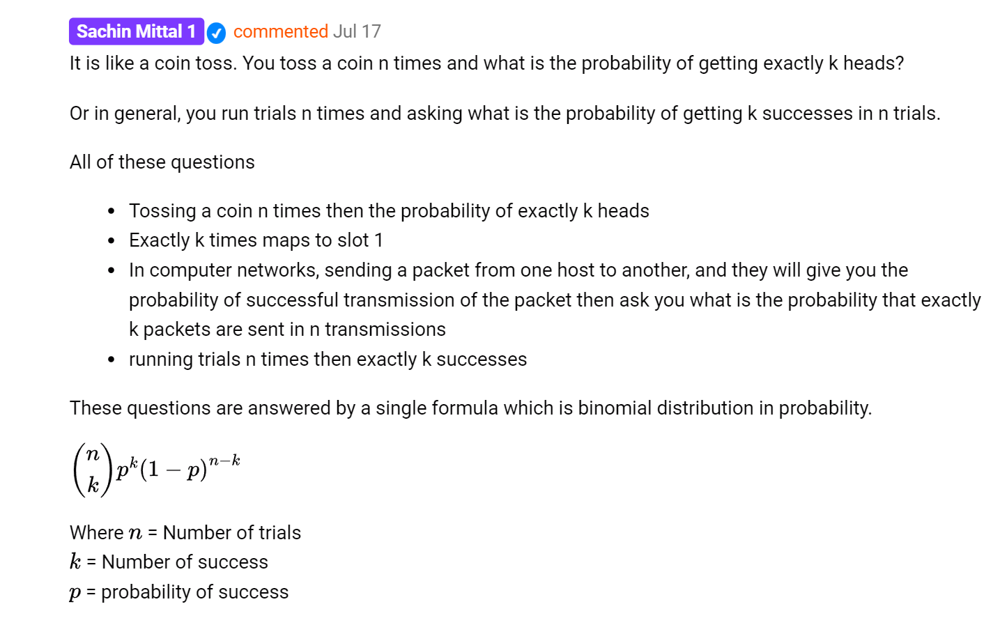 Sachin Mittal 1 commented Jul 17
It is like a coin toss. You toss a coin n times and what is the probability of getting exactly k heads?
Or in general, you run trials n times and asking what is the probability of getting k successes in n trials.
All of these questions
• Tossing a coin n times then the probability of exactly k heads
• Exactly k times maps to slot 1
• In computer networks, sending a packet from one host to another, and they will give you the
probability of successful transmission of the packet then ask you what is the probability that exactly
k packets are sent in n transmissions
• running trials n times then exactly k successes
These questions are answered by a single formula which is binomial distribution in probability.
$\binom{n}{k} p^k (1 - p)^{n-k}$
Where n = Number of trials
k = Number of success
p = probability of success